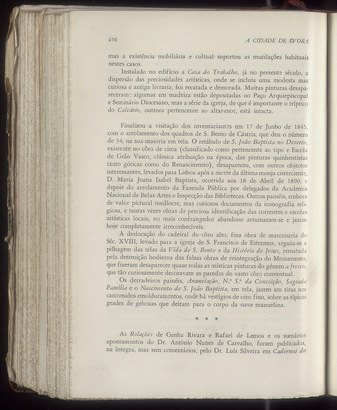 476 A CIDADE DE ÉVORA
mas a existência mobiliária e cultual suportou as mutilações habituais
nestes casos.
Instalado no edifício a Casa do Trabalho, já no presente século, a
dispersão das preciosidades artísticas, onde se incluía uma modesta mas
curiosa e antiga livraria, foi recatada e demorada. Muitas pinturas desapa-
receram: algumas em madeira estão depositadas no Paço Arquiepiscopal
e Seminário Diocesano, mas a série da igreja, de que é importante o tríptico
do Calvário, outrora pertencente ao altar-mor, está intacta.
Finalizou a visitação dos inventariantes em 17 de Junho de 1845,
com o arrolamento dos quadros de S. Bento de Cástris, que deu o número
de 54, na sua maioria em tela. O retábulo de S. João Baptista no Deserto,
existente no côro de cima (classificado como pertencente ao tipo e Escola
de Grão Vasco, clássica atribuição na época, das pinturas quinhentistas
tanto góticas como do Renascimento), desapareceu, com outros objectos
interessantes, levados para Lisboa após a morte da última monja cisterciense,
D. Maria Joana Isabel Baptista, ocorrida aos 18 de Abril de 1890, e
depois do arrolamento da Fazenda Pública por delegados da Academia
Nacional de Belas Artes e Inspecção das Bibliotecas. Outros painéis, embora
de valor pictural medíocre, mas curiosos documentos da iconografia reli-
giosa, e tantas vezes obras de precisa identificação das correntes e escolas
artísticas locais, no mais confrangedor abandono arruinaram-se e jazem
hoje completamente irreconhecíveis.
À deslocação do cadeiral do côro alto, fina obra de marcenaria do
Séc. XVIII, levado para a igreja de S. Francisco de Estremoz, seguiu-se a
pilhagem das telas da Vida de S. Bento e da História de Jesus, rematada
pela destruição hodierna das falsas obras de reintegração do Monumento,
que fizeram desaparecer quase todas as místicas pinturas do género a fresco,
que tão curiosamente decoravam as paredes do vasto côro conventual.
Os derradeiros painéis, Anunciação, N.ª S.ª da Conceição, Sagrada
Família e o Nascimento de S. João Baptista, em tela, jazem em tiras nos
carcomidos emolduramentos, onde há vestígios de ouro fino, sobre as típicas
grades de gelosias que deitam para o corpo da nave manuelina.
* * *
As Relações de Cunha Rivara e Rafael de Lemos e os sumários
apontamentos do Dr. António Nunes de Carvalho, foram publicados,
na íntegra, mas sem comentários, pelo Dr. Luís Silveira em Cadernos de